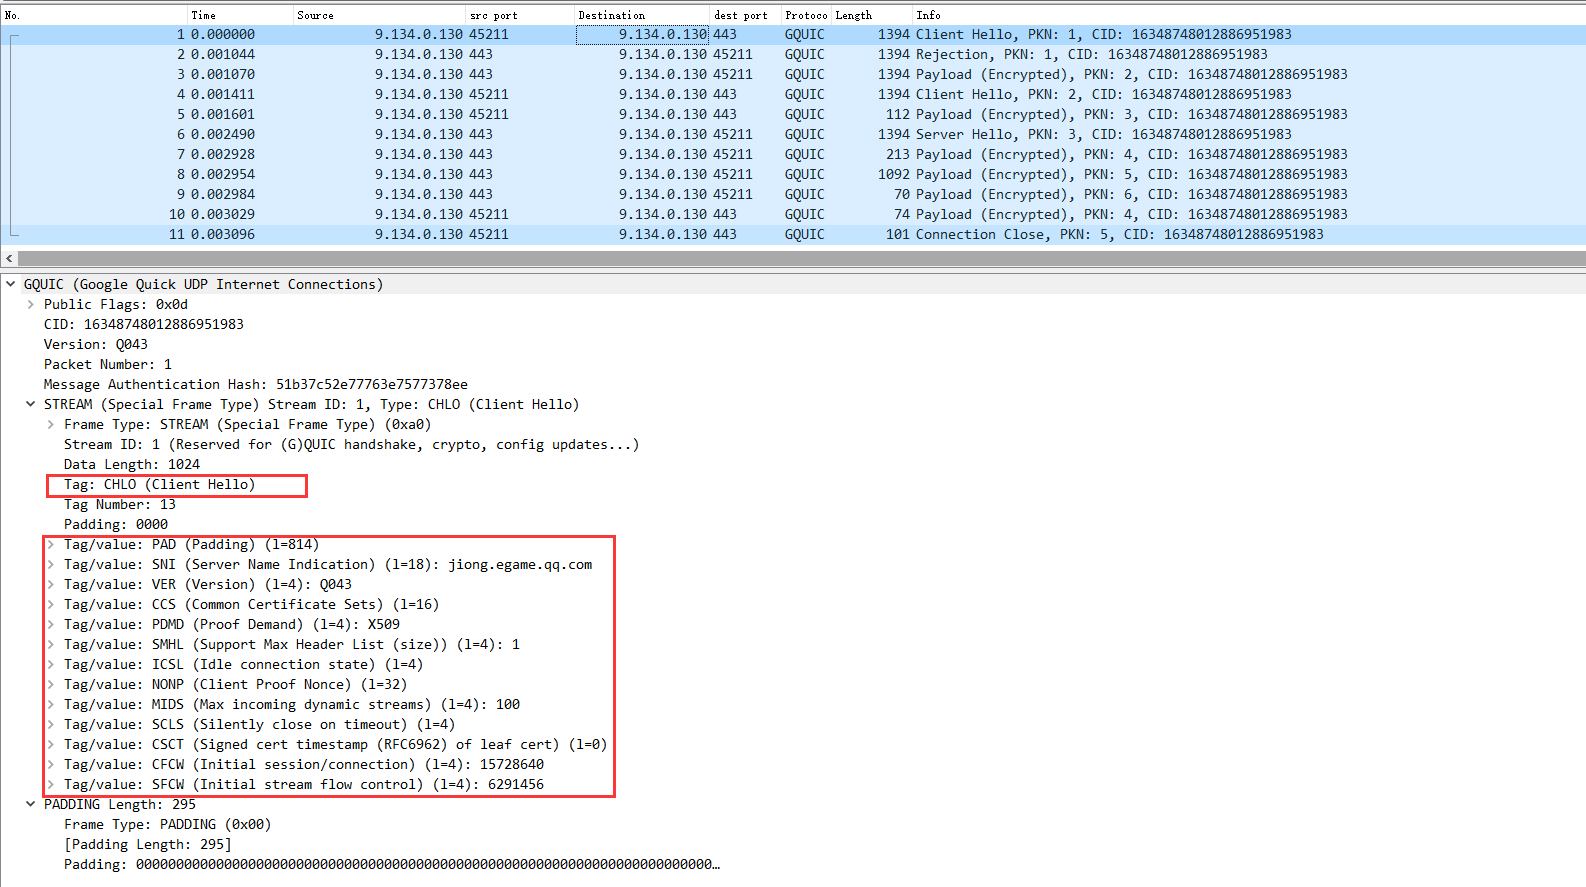 No. Time Source src port Destination dest port Protoco Length Info
1 0.000000 9.134.0.130 45211 9.134.0.130 443 GQUIC 1394 Client Hello, PKN: 1, CID: 16348748012886951983
2 0.001044 9.134.0.130 443 9.134.0.130 45211 GQUIC 1394 Rejection, PKN: 1, CID: 16348748012886951983
3 0.001070 9.134.0.130 443 9.134.0.130 45211 GQUIC 1394 Payload (Encrypted), PKN: 2, CID: 16348748012886951983
4 0.001411 9.134.0.130 45211 9.134.0.130 443 GQUIC 1394 Client Hello, PKN: 2, CID: 16348748012886951983
5 0.001601 9.134.0.130 45211 9.134.0.130 443 GQUIC 112 Payload (Encrypted), PKN: 3, CID: 16348748012886951983
6 0.002490 9.134.0.130 443 9.134.0.130 45211 GQUIC 1394 Server Hello, PKN: 3, CID: 16348748012886951983
7 0.002928 9.134.0.130 443 9.134.0.130 45211 GQUIC 213 Payload (Encrypted), PKN: 4, CID: 16348748012886951983
8 0.002954 9.134.0.130 443 9.134.0.130 45211 GQUIC 1092 Payload (Encrypted), PKN: 5, CID: 16348748012886951983
9 0.002984 9.134.0.130 443 9.134.0.130 45211 GQUIC 70 Payload (Encrypted), PKN: 6, CID: 16348748012886951983
10 0.003029 9.134.0.130 45211 9.134.0.130 443 GQUIC 74 Payload (Encrypted), PKN: 4, CID: 16348748012886951983
11 0.003096 9.134.0.130 45211 9.134.0.130 443 GQUIC 101 Connection Close, PKN: 5, CID: 16348748012886951983
GQUIC (Google Quick UDP Internet Connections)
Public Flags: 0x0d
CID: 16348748012886951983
Version: Q043
Packet Number: 1
Message Authentication Hash: 51b37c52e77763e7577378ee
STREAM (Special Frame Type) Stream ID: 1, Type: CHLO (Client Hello)
Frame Type: STREAM (Special Frame Type) (0xa0)
Stream ID: 1 (Reserved for (G)QUIC handshake, crypto, config updates...)
Data Length: 1024
Tag: CHLO (Client Hello)
Tag Number: 13
Padding: 0000
Tag/value: PAD (Padding) (l=814)
Tag/value: SNI (Server Name Indication) (l=18): jiong.egame.qq.com
Tag/value: VER (Version) (l=4): Q043
Tag/value: CCS (Common Certificate Sets) (l=16)
Tag/value: PDMD (Proof Demand) (l=4): X509
Tag/value: SMHL (Support Max Header List (size)) (l=4): 1
Tag/value: ICSL (Idle connection state) (l=4)
Tag/value: NONP (Client Proof Nonce) (l=32)
Tag/value: MIDS (Max incoming dynamic streams) (l=4): 100
Tag/value: SCLS (Silently close on timeout) (l=4)
Tag/value: CSCT (Signed cert timestamp (RFC6962) of leaf cert) (l=0)
Tag/value: CFCW (Initial session/connection) (l=4): 15728640
Tag/value: SFCW (Initial stream flow control) (l=4): 6291456
PADDING Length: 295
Frame Type: PADDING (0x00)
[Padding Length: 295]
Padding: 000000000000000000000000000000000000000000000000000000000000000000000000…